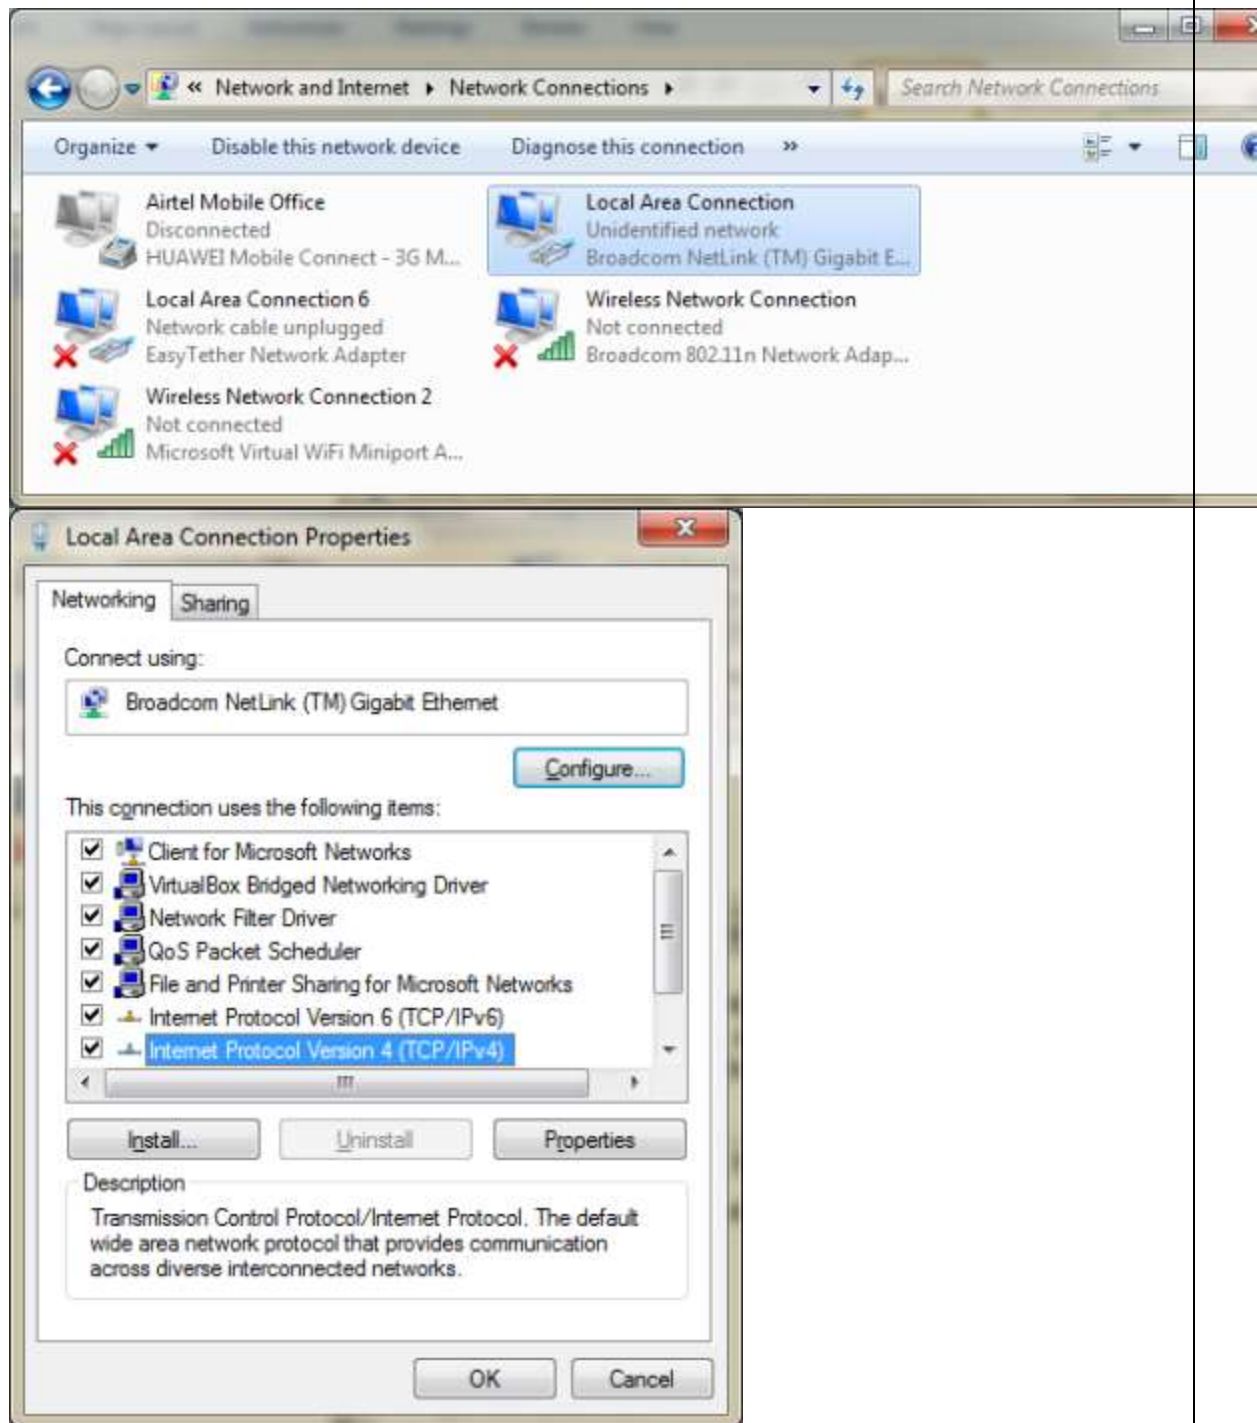 « Network and Internet ▸ Network Connections ▸
Search Network Connections
Organize ▾ Disable this network device Diagnose this connection »
Airtel Mobile Office
Disconnected
HUAWEI Mobile Connect - 3G M...
Local Area Connection
Unidentified network
Broadcom NetLink (TM) Gigabit E...
Local Area Connection 6
Network cable unplugged
EasyTether Network Adapter
Wireless Network Connection
Not connected
Broadcom 802.11n Network Adap...
Wireless Network Connection 2
Not connected
Microsoft Virtual WiFi Miniport A...
Local Area Connection Properties
Networking Sharing
Connect using:
Broadcom NetLink (TM) Gigabit Ethernet
Configure...
This connection uses the following items:
Client for Microsoft Networks
VirtualBox Bridged Networking Driver
Network Filter Driver
QoS Packet Scheduler
File and Printer Sharing for Microsoft Networks
Internet Protocol Version 6 (TCP/IPv6)
Internet Protocol Version 4 (TCP/IPv4)
Install... Uninstall Properties
Description
Transmission Control Protocol/Internet Protocol. The default
wide area network protocol that provides communication
across diverse interconnected networks.
OK Cancel